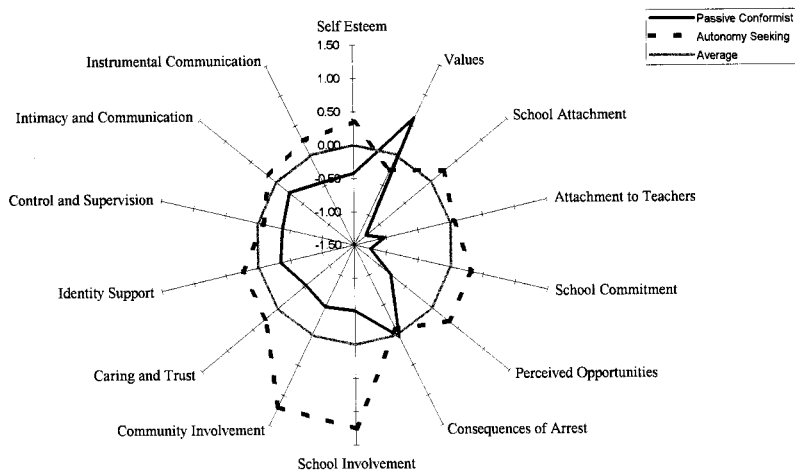 Self Esteem
Passive Conformist
Autonomy Seeking
Average
1.50
1.00
0.50
0.00
-0.50
-1.00
-1.50
Instrumental Communication
Values
Intimacy and Communication
School Attachment
Control and Supervision
Attachment to Teachers
Identity Support
School Commitment
Caring and Trust
Perceived Opportunities
Community Involvement
Consequences of Arrest
School Involvement